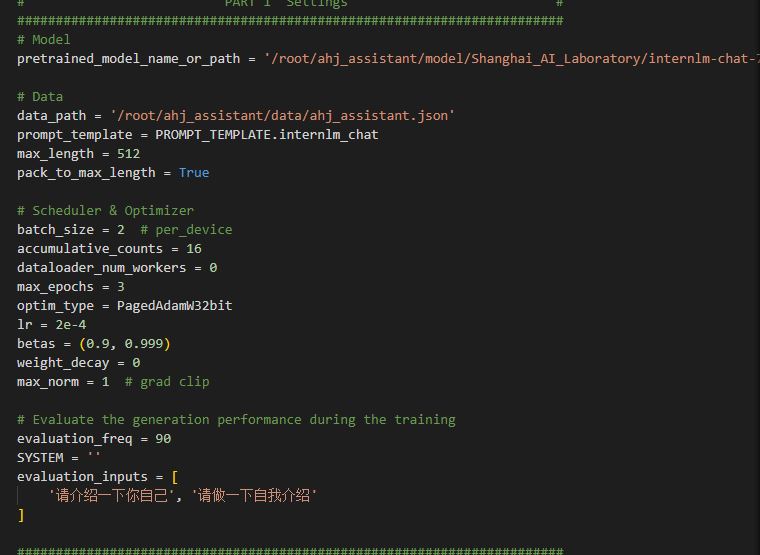 # PART 1 Settings #
#######################################################################
# Model
pretrained_model_name_or_path = '/root/ahj_assistant/model/Shanghai_AI_Laboratory/internlm-chat-7
# Data
data_path = '/root/ahj_assistant/data/ahj_assistant.json'
prompt_template = PROMPT_TEMPLATE.internlm_chat
max_length = 512
pack_to_max_length = True
# Scheduler & Optimizer
batch_size = 2  # per_device
accumulative_counts = 16
dataloader_num_workers = 0
max_epochs = 3
optim_type = PagedAdamW32bit
lr = 2e-4
betas = (0.9, 0.999)
weight_decay = 0
max_norm = 1  # grad clip
# Evaluate the generation performance during the training
evaluation_freq = 90
SYSTEM = ''
evaluation_inputs = [
'请介绍一下你自己', '请做一下自我介绍'
]
#######################################################################